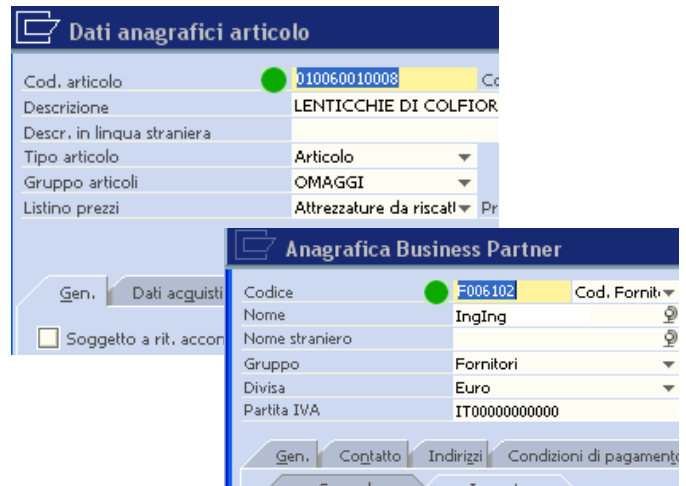 Dati anagrafici articolo
Cod. articolo 010060010008
Descrizione LENTICCHIE DI COLFIOR
Descr. in lingua straniera
Tipo articolo Articolo
Gruppo articoli OMAGGI
Listino prezzi Attrezzature da riscatt Pr
Gen. Dati acquisti
Soggetto a rit. accon
Anagrafica Business Partner
Codice F006102 Cod. Fornit
Nome IngIng
Nome straniero
Gruppo Fornitori
Divisa Euro
Partita IVA IT00000000000
Gen. Contatto Indirizzi Condizioni di pagamento